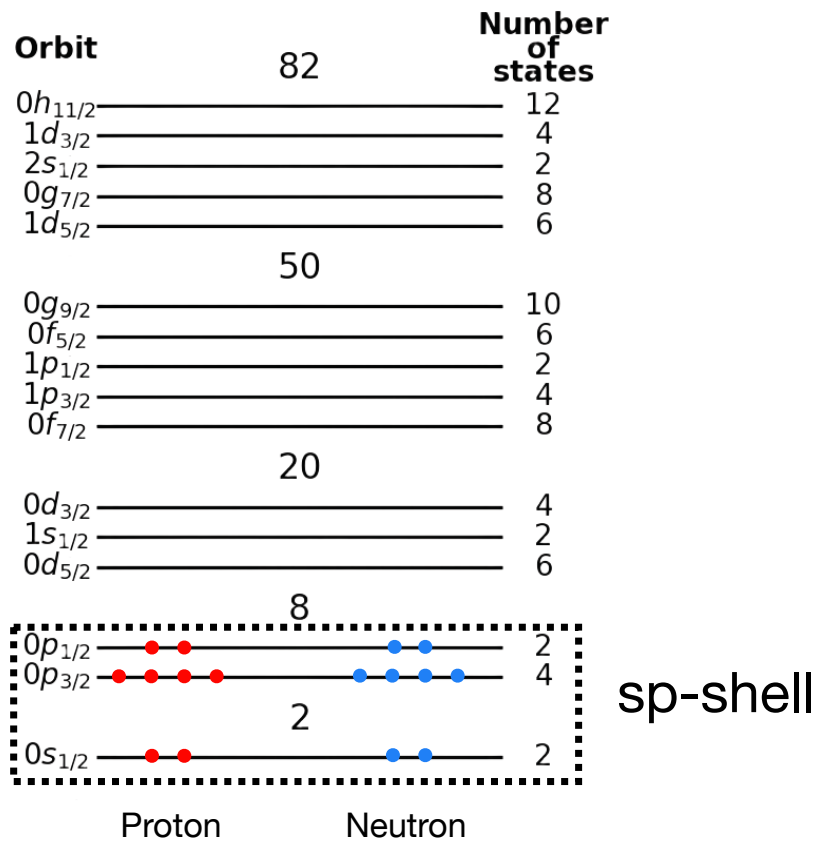 Orbit
Number
of
states
82
0h11/2 12
1d3/2 4
2s1/2 2
0g7/2 8
1d5/2 6
50
0g9/2 10
0f5/2 6
1p1/2 2
1p3/2 4
0f7/2 8
20
0d3/2 4
1s1/2 2
0d5/2 6
8
0p1/2 2
0p3/2 4
sp-shell
2
0s1/2 2
Proton Neutron